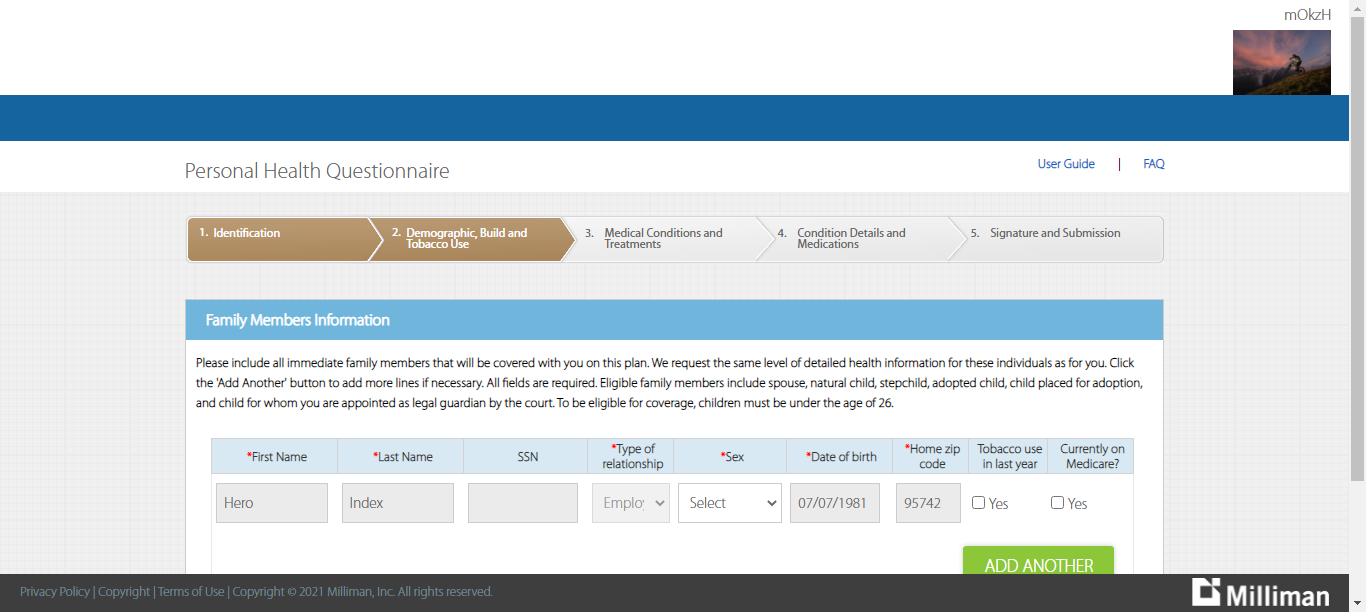 mOkzH
Personal Health Questionnaire
User Guide | FAQ
1. Identification
2. Demographic, Build and
Tobacco Use
3. Medical Conditions and
Treatments
4. Condition Details and
Medications
5. Signature and Submission
Family Members Information
Please include all immediate family members that will be covered with you on this plan. We request the same level of detailed health information for these individuals as for you. Click
the 'Add Another' button to add more lines if necessary. All fields are required. Eligible family members include spouse, natural child, stepchild, adopted child, child placed for adoption,
and child for whom you are appointed as legal guardian by the court. To be eligible for coverage, children must be under the age of 26.
*First Name
*Last Name
SSN
*Type of
relationship
*Sex
*Date of birth
*Home zip
code
Tobacco use
in last year
Currently on
Medicare?
Hero
Index
Employ
Select
07/07/1981
95742
Yes
Yes
ADD ANOTHER
Privacy Policy | Copyright | Terms of Use | Copyright © 2021 Milliman, Inc. All rights reserved.
Milliman